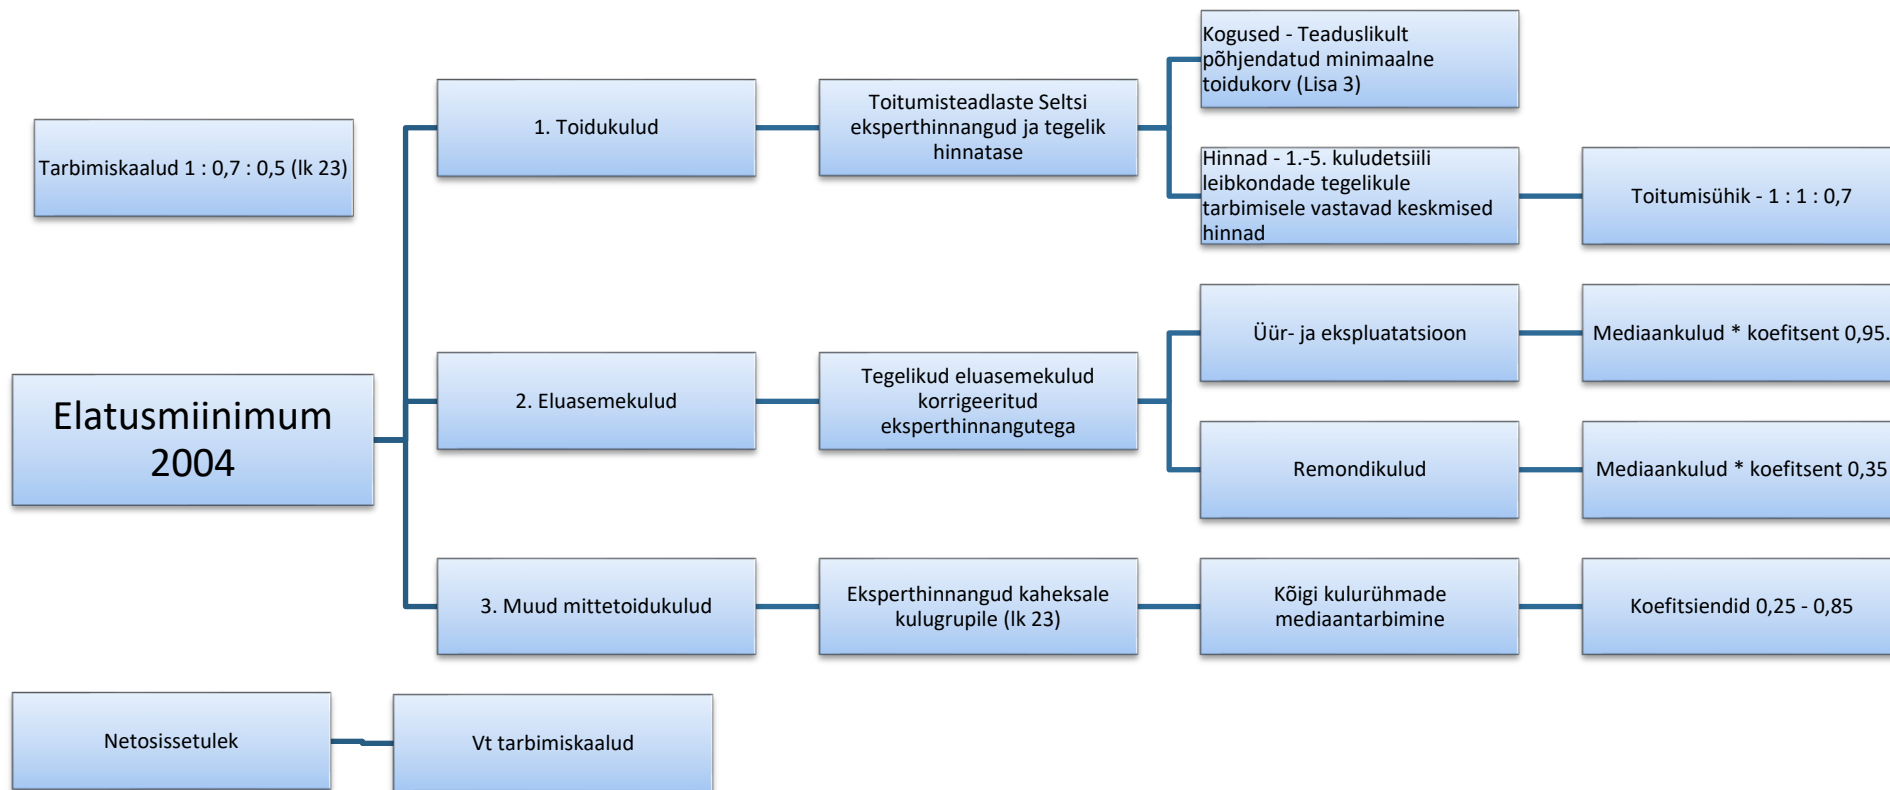 Tarbimiskaalud 1 : 0,7 : 0,5 (lk 23)
Elatusmiinimum
2004
1. Toidukulud
Toitumisteadlaste Seltsi
eksperthinnangud ja tegelik
hinnatase
Kogused - Teaduslikult
põhjendatud minimaalne
toidukorv (Lisa 3)
Hinnad - 1.-5. kuludetsiili
leibkondade tegelikule
tarbimisele vastavad keskmised
hinnad
Toitumisühik - 1 : 1 : 0,7
2. Eluasemekulud
Tegelikud eluasemekulud
korrigeeritud
eksperthinnangutega
Üür- ja ekspluatatsioon
Mediaankulud * koefitsent 0,95.
Remondikulud
Mediaankulud * koefitsent 0,35
3. Muud mittetoidukulud
Eksperthinnangud kaheksale
kulugrupile (lk 23)
Kõigi kulurühmade
mediaantarbimine
Koefitsiendid 0,25 - 0,85
Netosissetulek
Vt tarbimiskaalud